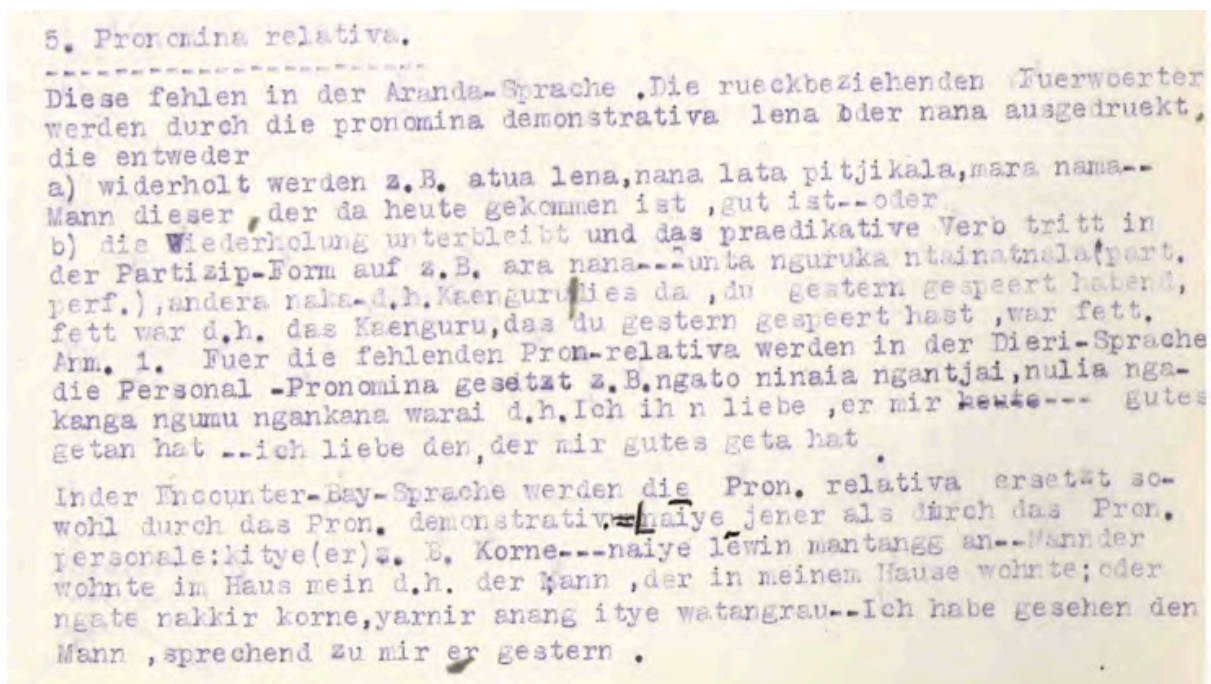 5. Pronomina relativa.
Diese fehlen in der Aranda-Sprache .Die rueckbeziehenden Fuerwoerter
werden durch die pronomina demonstrativa lena oder nana ausgedruekt,
die entweder
a) widerholt werden z.B. atua lena,nana lata pitjikala,mara nama--
Mann dieser ,der da heute gekommen ist ,gut ist--oder
b) die Wiederholung unterbleibt und das praedikative Verb tritt in
der Partizip-Form auf z.B. ara nana---unta nguruka ntainatnala(part.
perf.),andera naka-d.h.Kaenguru dies da ,du gestern gespeert habend,
fett war d.h. das Kaenguru,das du gestern gespeert hast ,war fett.
Anm. 1. Fuer die fehlenden Pron-relativa werden in der Dieri-Sprache
die Personal -Pronomina gesetzt z.B.ngato ninaia ngantjai,nulia nga-
kanga ngumu ngankana warai d.h.Ich ih n liebe ,er mir heute--- gutes
getan hat --ich liebe den,der mir gutes geta hat .
Inder Encounter-Bay-Sprache werden die Pron. relativa ersetzt so-
wohl durch das Pron. demonstrativ= naiye jener als durch das Pron.
personale:kitye(er)z. B. Korne---naiye lewin mantangg an--Mannder
wohnte im Haus mein d.h. der Mann ,der in meinem Hause wohnte;oder
ngate nakkir korne,yarnir anang itye watangrau--Ich habe gesehen den
Mann ,sprechend zu mir er gestern .